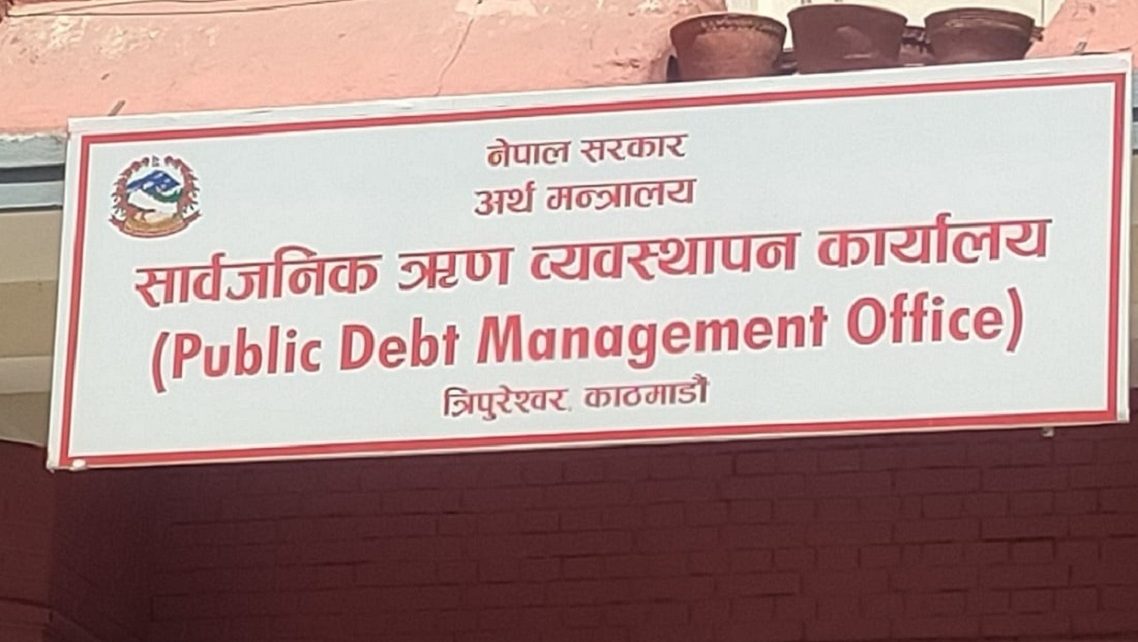 नेपाल सरकार
अर्थ मन्त्रालय
सार्वजनिक ऋण व्यवस्थापन कार्यालय
(Public Debt Management Office)
त्रिपुरेश्वर, काठमाडौं